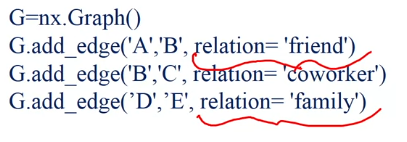 G=nx.Graph()
G.add_edge('A','B', relation= 'friend')
G.add_edge('B','C', relation= 'coworker')
G.add_edge(’D’,’E’, relation= 'family')